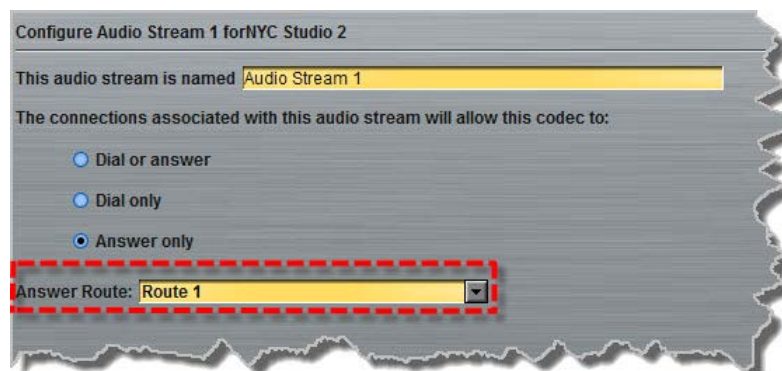 Configure Audio Stream 1 forNYC Studio 2
This audio stream is named Audio Stream 1
The connections associated with this audio stream will allow this codec to:
Dial or answer
Dial only
Answer only
Answer Route: Route 1